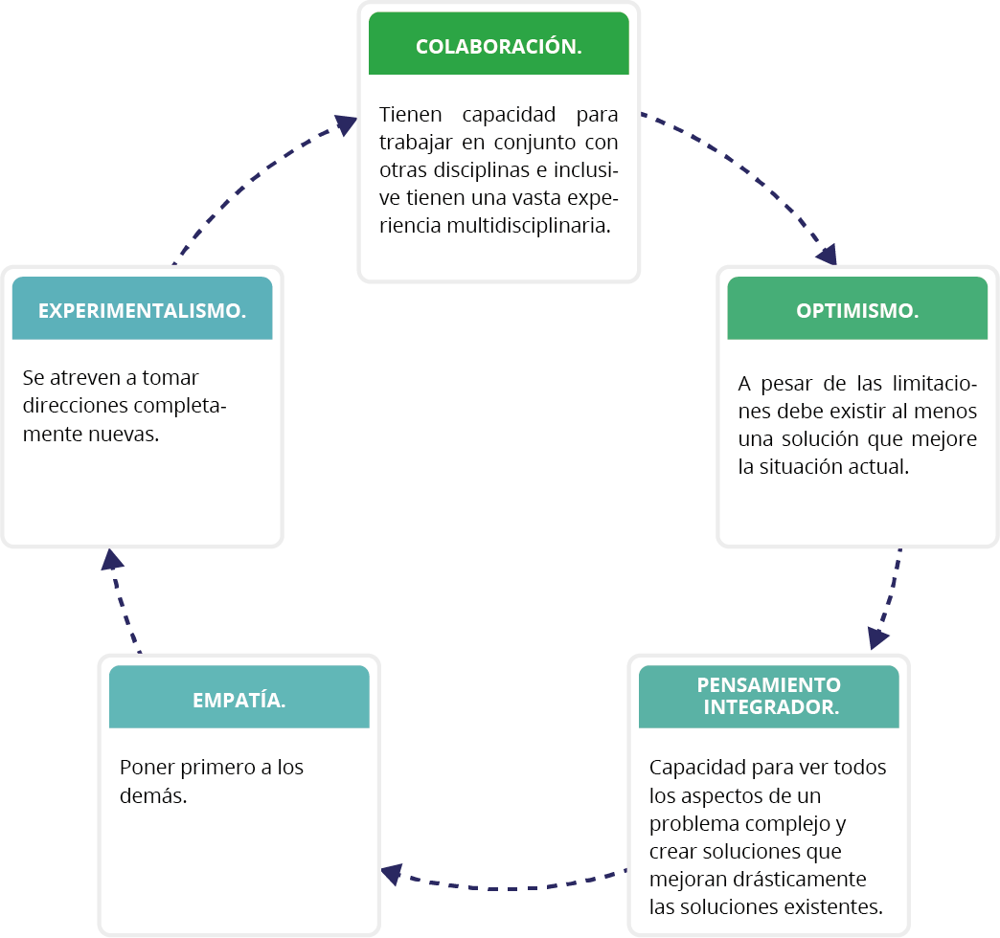 COLABORACIÓN.
Tienen capacidad para
trabajar en conjunto con
otras disciplinas e inclusi-
ve tienen una vasta expe-
riencia multidisciplinaria.
EXPERIMENTALISMO.
Se atreven a tomar
direcciones completa-
mente nuevas.
OPTIMISMO.
A pesar de las limitacio-
nes debe existir al menos
una solución que mejore
la situación actual.
EMPATÍA.
Poner primero a los
demás.
PENSAMIENTO
INTEGRADOR.
Capacidad para ver todos
los aspectos de un
problema complejo y
crear soluciones que
mejoran drásticamente
las soluciones existentes.